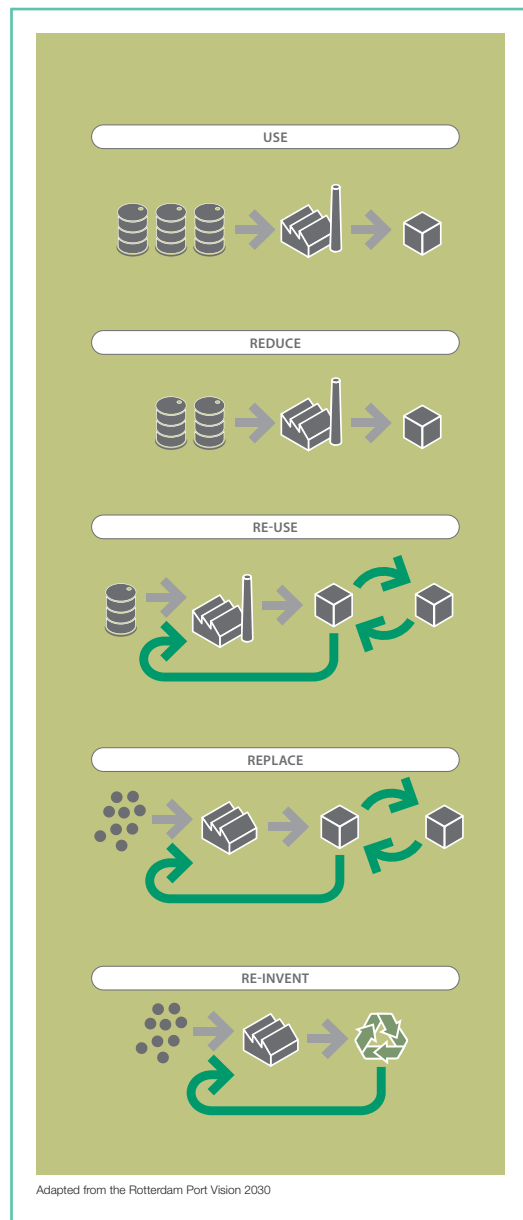 USE
REDUCE
RE-USE
REPLACE
RE-INVENT
Adapted from the Rotterdam Port Vision 2030